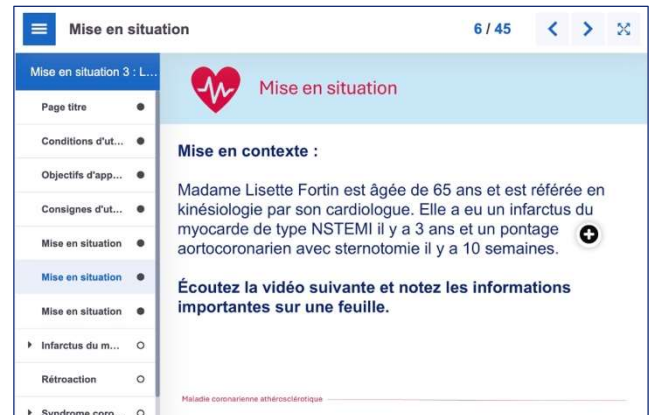 Mise en situation
6 / 45
Mise en situation 3 : L...
Page titre
Conditions d'ut...
Objectifs d'app...
Consignes d'ut...
Mise en situation
Mise en situation
Mise en situation
Infarctus du m...
Rétroaction
Syndrome coro...
Mise en situation
Mise en contexte :
Madame Lisette Fortin est âgée de 65 ans et est référée en
kinésiologie par son cardiologue. Elle a eu un infarctus du
myocarde de type NSTEMI il y a 3 ans et un pontage
aortocoronarien avec sternotomie il y a 10 semaines.
Écoutez la vidéo suivante et notez les informations
importantes sur une feuille.
Maladie coronarienne athérosclérotique